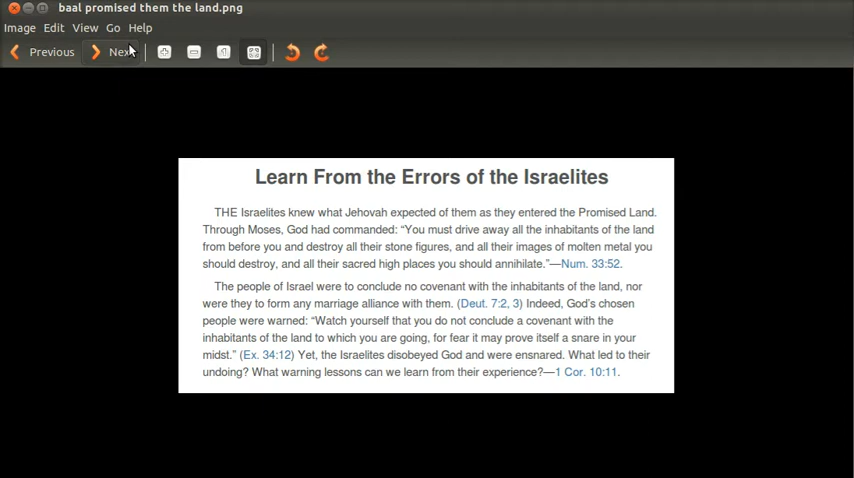 baal promised them the land.png
Image Edit View Go Help
Previous Next
Learn From the Errors of the Israelites
THE Israelites knew what Jehovah expected of them as they entered the Promised Land.
Through Moses, God had commanded: “You must drive away all the inhabitants of the land
from before you and destroy all their stone figures, and all their images of molten metal you
should destroy, and all their sacred high places you should annihilate.”—Num. 33:52.
The people of Israel were to conclude no covenant with the inhabitants of the land, nor
were they to form any marriage alliance with them. (Deut. 7:2, 3) Indeed, God’s chosen
people were warned: “Watch yourself that you do not conclude a covenant with the
inhabitants of the land to which you are going, for fear it may prove itself a snare in your
midst.” (Ex. 34:12) Yet, the Israelites disobeyed God and were ensnared. What led to their
undoing? What warning lessons can we learn from their experience?—1 Cor. 10:11.